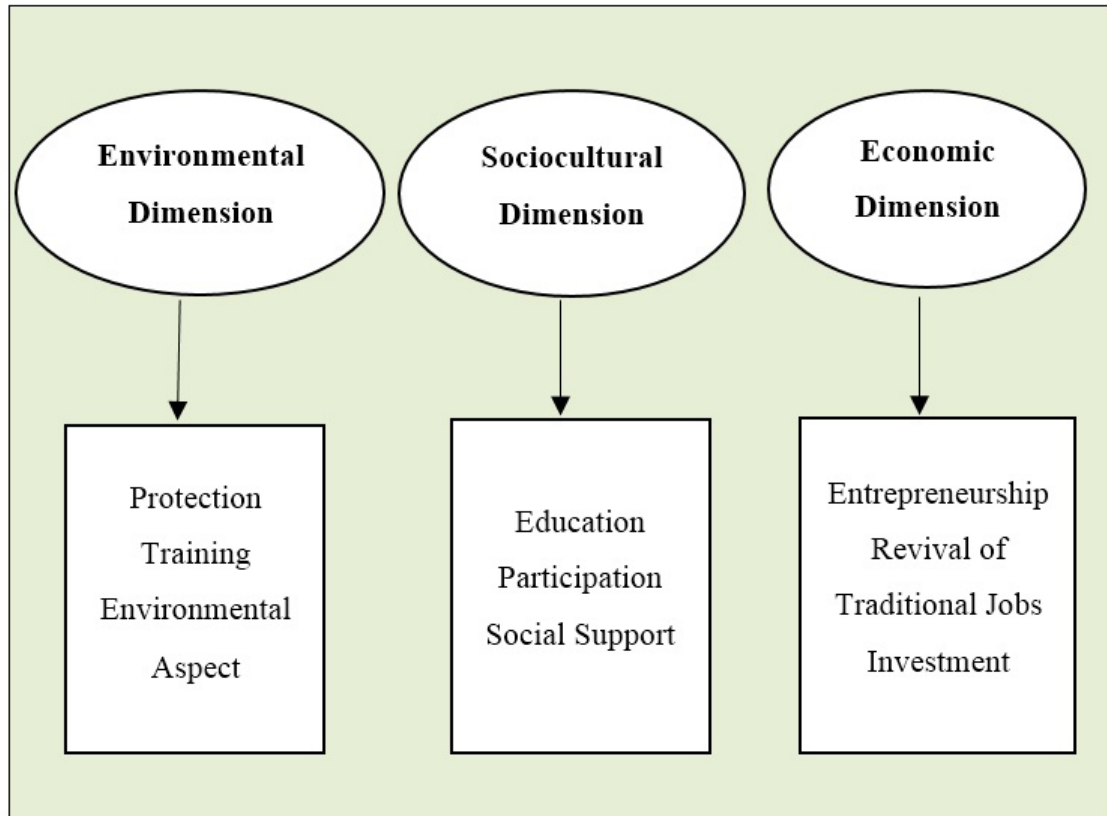 Environmental
Dimension
Sociocultural
Dimension
Economic
Dimension
Protection
Training
Environmental
Aspect
Education
Participation
Social Support
Entrepreneurship
Revival of
Traditional Jobs
Investment